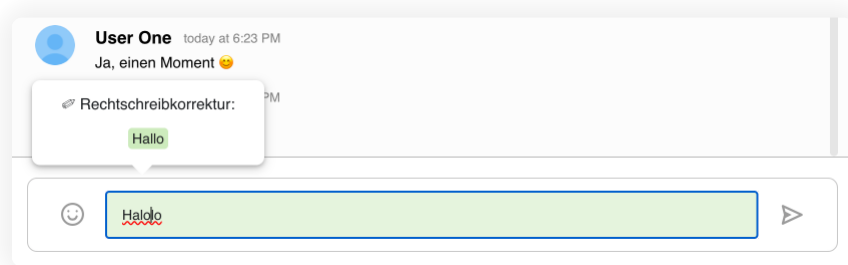 User One today at 6:23 PM
Ja, einen Moment 😊
PM
✏ Rechtschreibkorrektur:
Hallo
Halolo